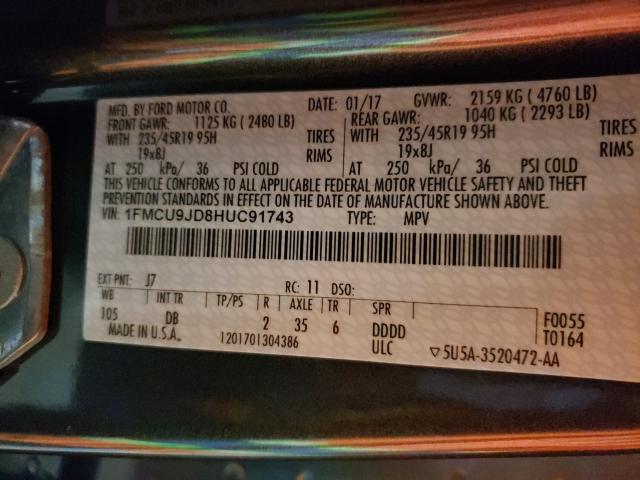 MFD. BY FORD MOTOR CO. DATE: 01/17 GVWR: 2159 KG ( 4760 LB)
FRONT GAWR: 1125 KG ( 2480 LB) REAR GAWR: 1040 KG ( 2293 LB)
WITH 235/45R19 95H TIRES WITH 235/45R19 95H TIRES
19x8J RIMS 19x8J RIMS
AT 250 kPa/ 36 PSI COLD AT 250 kPa/ 36 PSI COLD
THIS VEHICLE CONFORMS TO ALL APPLICABLE FEDERAL MOTOR VEHICLE SAFETY AND THEFT
PREVENTION STANDARDS IN EFFECT ON THE DATE OF MANUFACTURE SHOWN ABOVE.
VIN: 1FMCU9JD8HUC91743 TYPE: MPV
EXT PNT: J7 RC: 11 DSO:
WB INT TR TP/PS R AXLE TR SPR
105 DB 2 35 6 DDDD F0055
MADE IN U.S.A. 1201701304386 ULC T0164
▽5U5A-3520472-AA